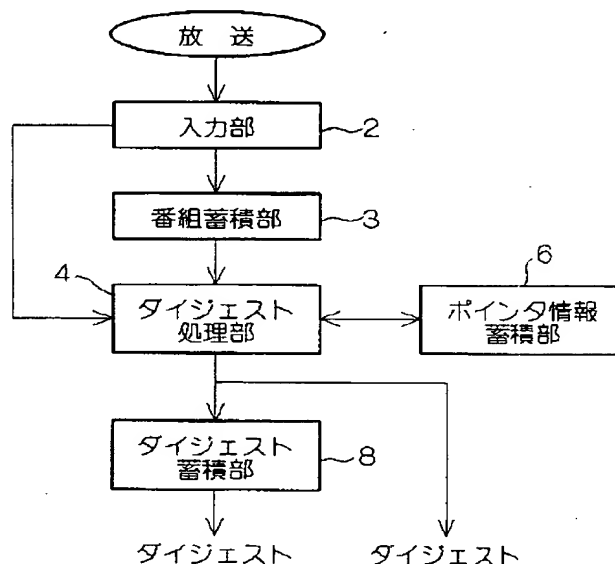 放送
入力部
2
番組蓄積部
3
4
6
ダイジェスト
処理部
ポインタ情報
蓄積部
ダイジェスト
蓄積部
8
ダイジェスト
ダイジェスト